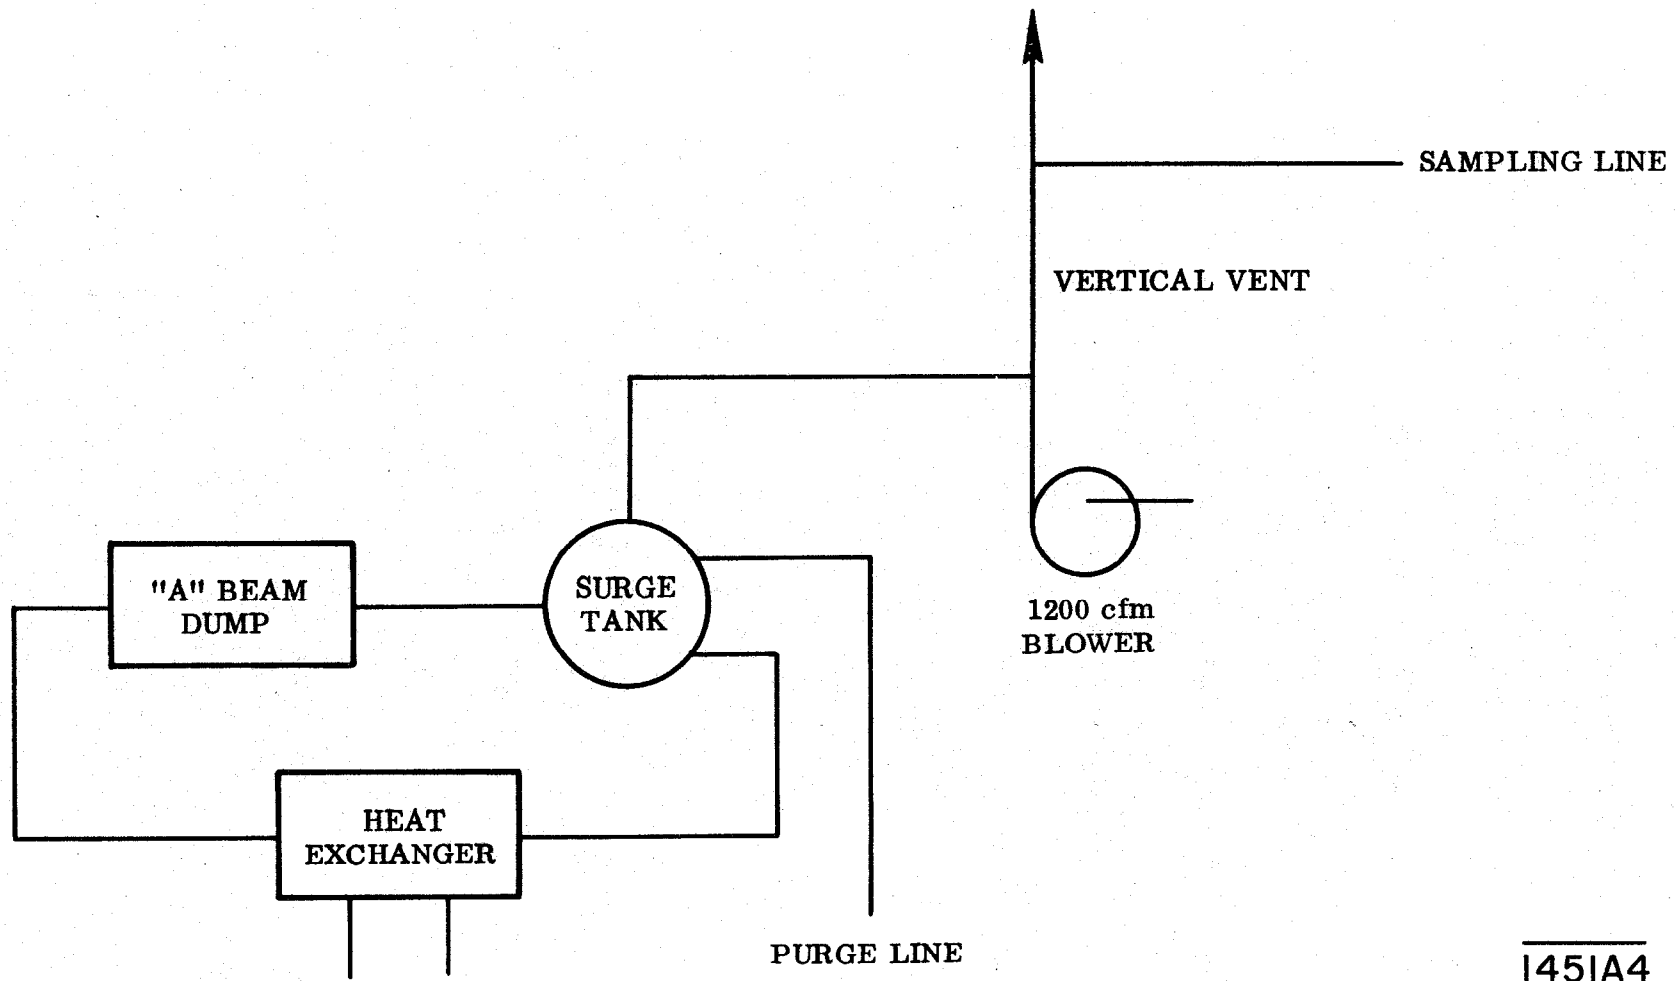 SAMPLING LINE
VERTICAL VENT
"A" BEAM
DUMP
SURGE
TANK
1200 cfm
BLOWER
HEAT
EXCHANGER
PURGE LINE
1451A4